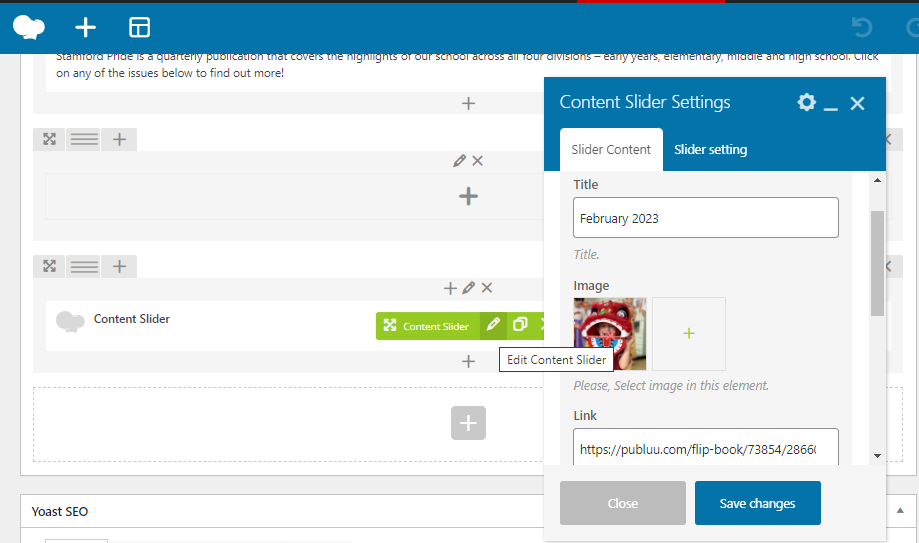 Stamford Pride is a quarterly publication that covers the highlights of our school across all four divisions – early years, elementary, middle and high school. Click
on any of the issues below to find out more!
Content Slider Settings
Slider Content
Slider setting
Title
February 2023
Title.
Image
Content Slider
Content Slider
Edit Content Slider
Please, Select image in this element.
Link
https://publuu.com/flip-book/73854/28660
Close
Save changes
Yoast SEO